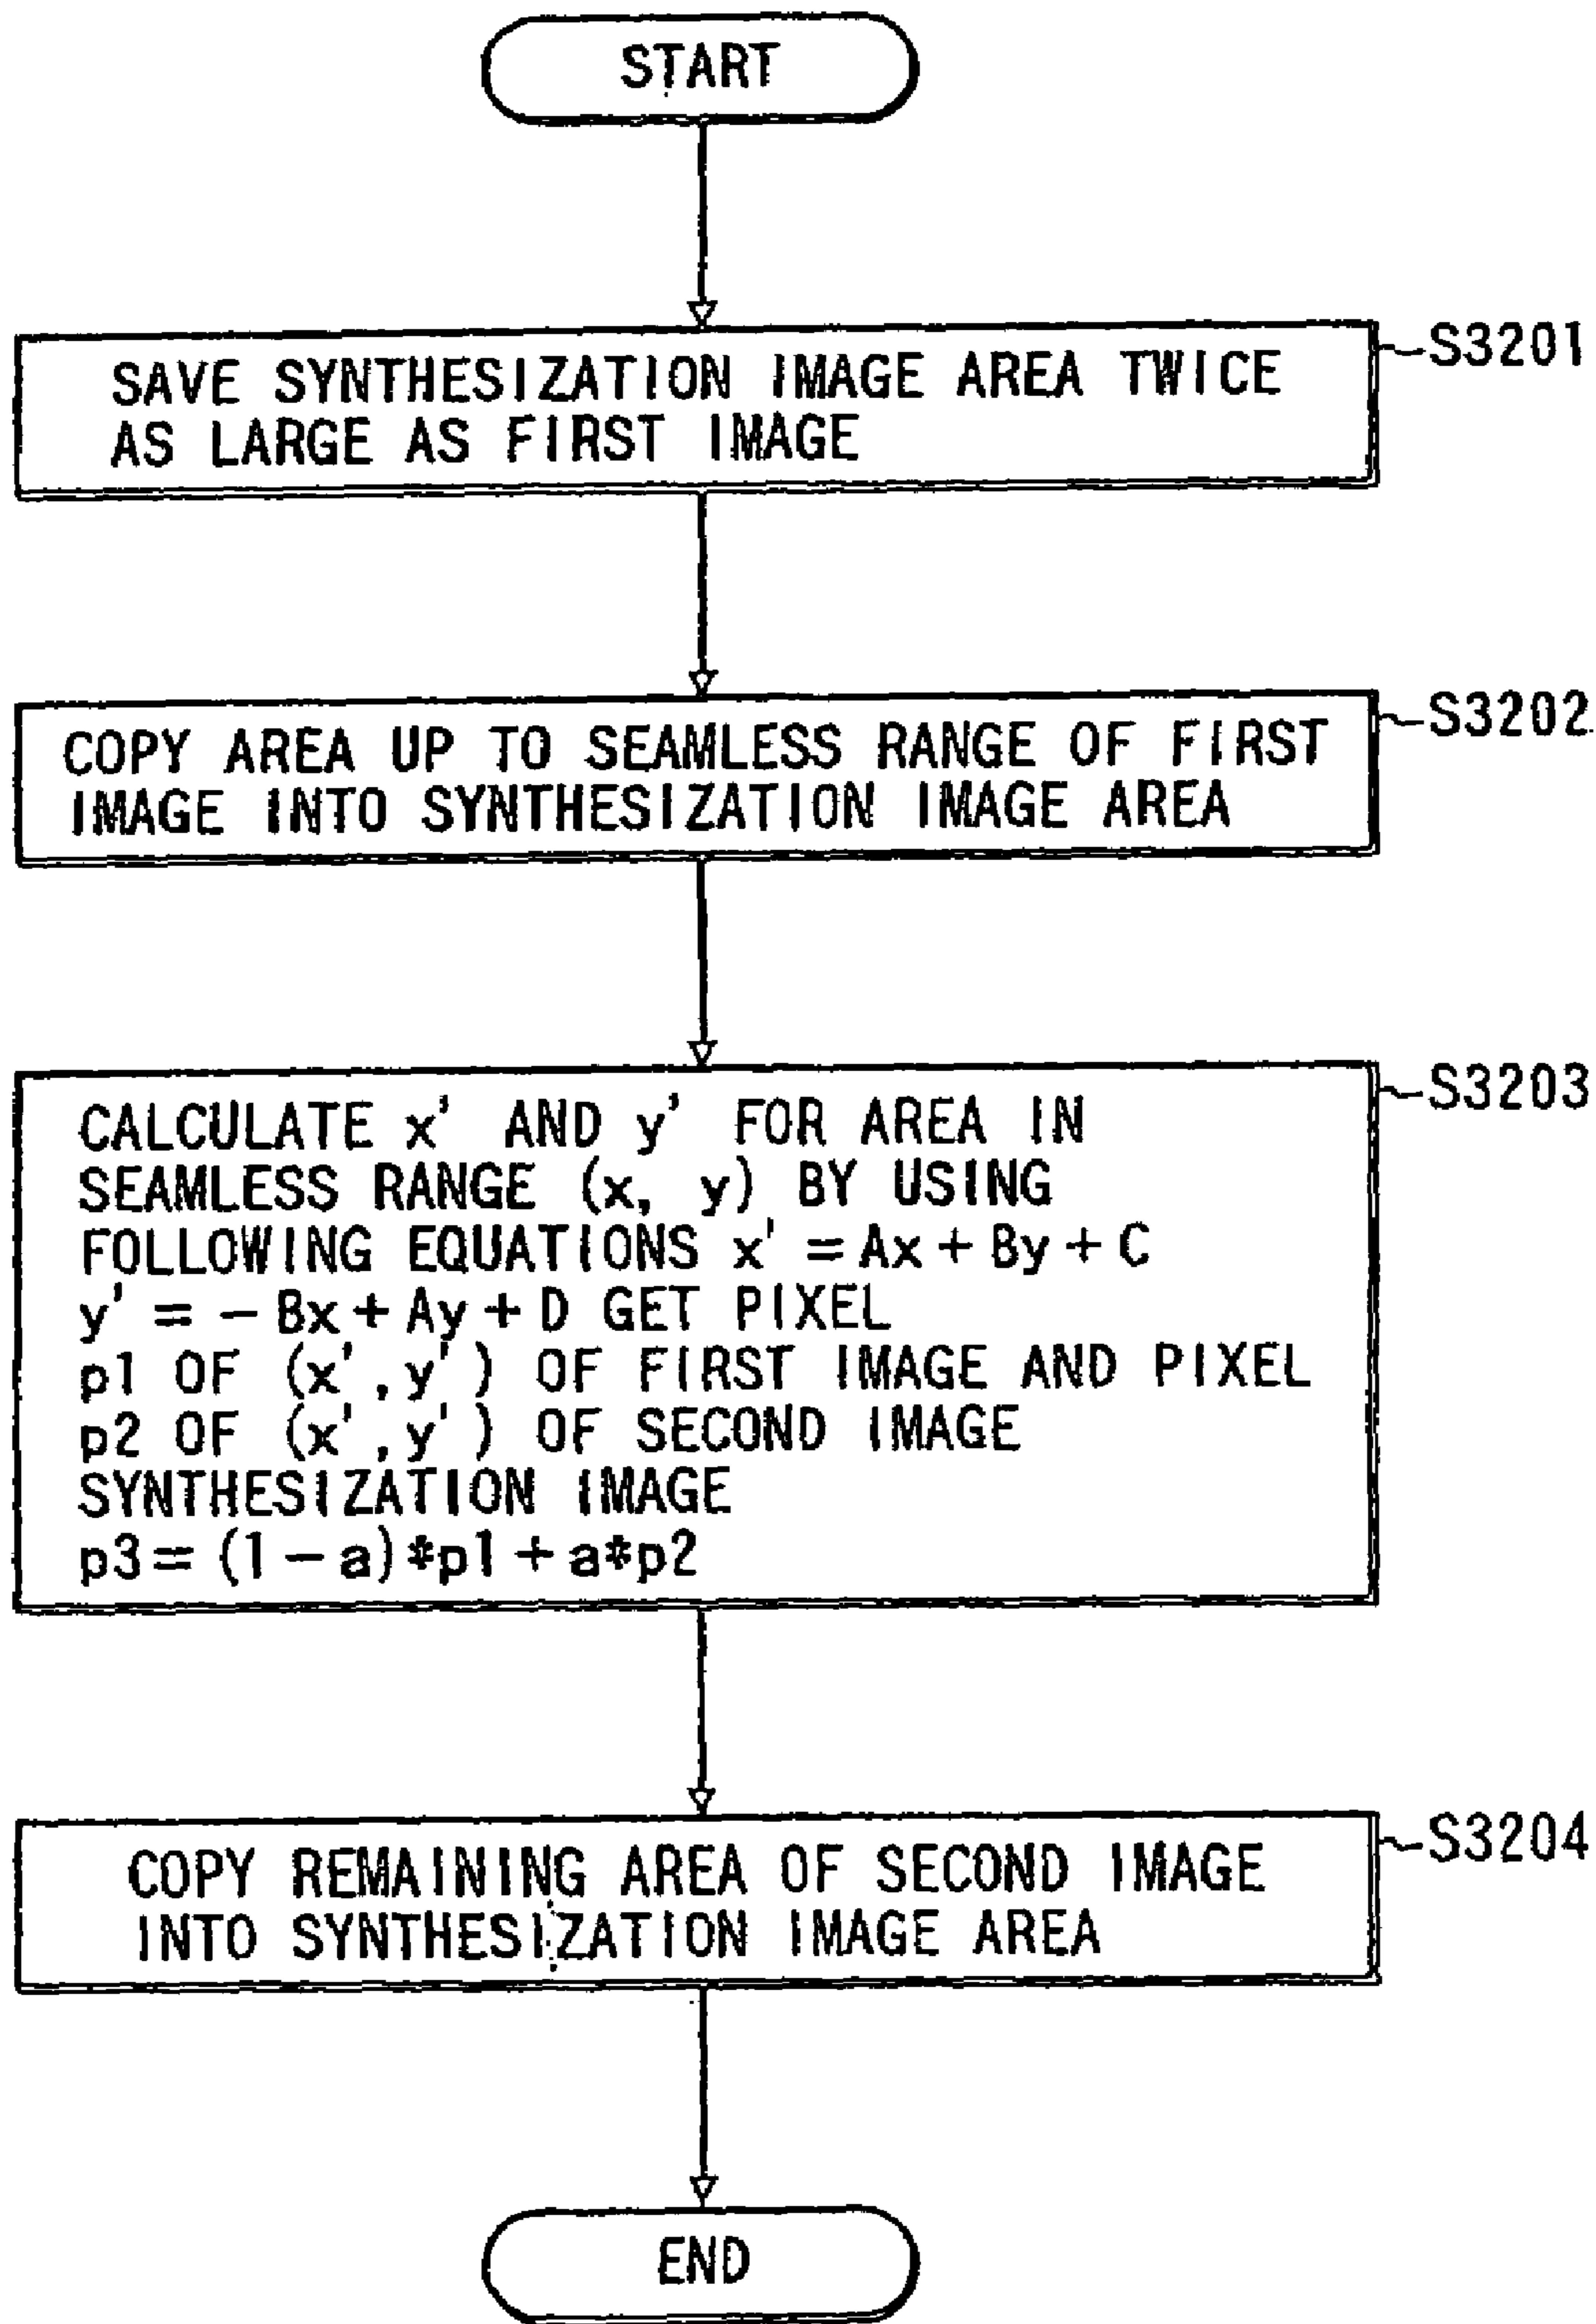 START
SAVE SYNTHESIZATION IMAGE AREA TWICE
AS LARGE AS FIRST IMAGE
S3201
COPY AREA UP TO SEAMLESS RANGE OF FIRST
IMAGE INTO SYNTHESIZATION IMAGE AREA
S3202
CALCULATE x' AND y' FOR AREA IN
SEAMLESS RANGE (x, y) BY USING
FOLLOWING EQUATIONS x' = Ax + By + C
y' = - Bx + Ay + D GET PIXEL
p1 OF (x', y') OF FIRST IMAGE AND PIXEL
p2 OF (x', y') OF SECOND IMAGE
SYNTHESIZATION IMAGE
p3 = (1 - a)*p1 + a*p2
S3203
COPY REMAINING AREA OF SECOND IMAGE
INTO SYNTHESIZATION IMAGE AREA
S3204
END